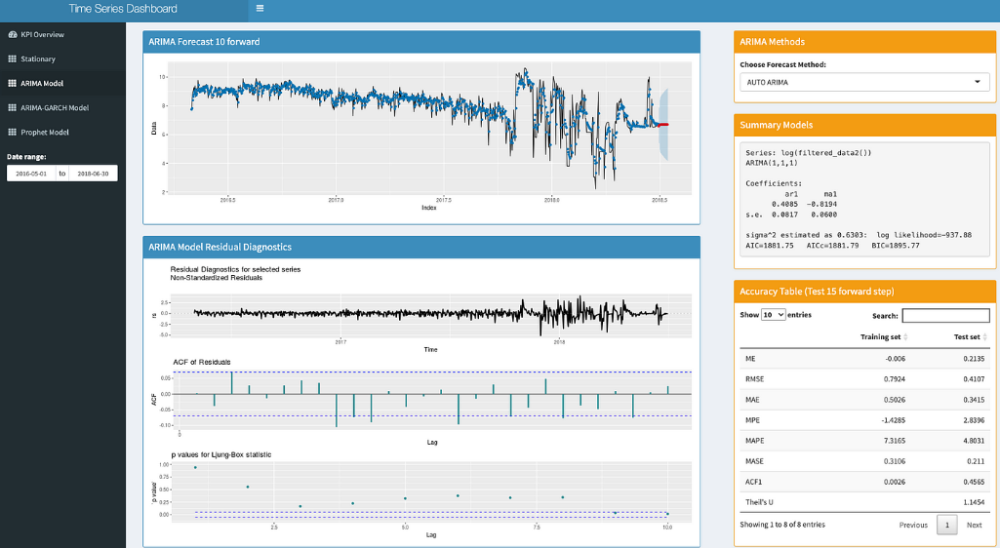 Time Series Dashboard
KPI Overview
Stationary
ARIMA Model
ARIMA-GARCH Model
Prophet Model
Date range:
2016-05-01 to 2018-06-30
ARIMA Forecast 10 forward
10
8
6
4
2
Data
2016.5 2017.0 2017.5 2018.0 2018.5
Index
ARIMA Model Residual Diagnostics
Residual Diagnostics for selected series
Non-Standardized Residuals
2.5
0.0
-2.5
-5.0
rs
2017 2018
Time
ACF of Residuals
0.05
0.00
-0.05
-0.10
ACF
0
Lag
p values for Ljung-Box statistic
1.00
0.75
0.50
0.25
0.00
'p value'
2.5 5.0 7.5 10.0
Lag
ARIMA Methods
Choose Forecast Method:
AUTO ARIMA
Summary Models
Series: log(filtered_data2())
ARIMA(1,1,1)
Coefficients:
ar1 ma1
0.4085 -0.8194
s.e. 0.0817 0.0600
sigma^2 estimated as 0.6303: log likelihood=-937.88
AIC=1881.75 AICc=1881.79 BIC=1895.77
Accuracy Table (Test 15 forward step)
Show 10 entries Search:
Training set Test set
ME -0.006 0.2135
RMSE 0.7924 0.4107
MAE 0.5026 0.3415
MPE -1.4285 2.8396
MAPE 7.3165 4.8031
MASE 0.3106 0.211
ACF1 0.0026 0.4565
Theil's U 1.1454
Showing 1 to 8 of 8 entries Previous 1 Next